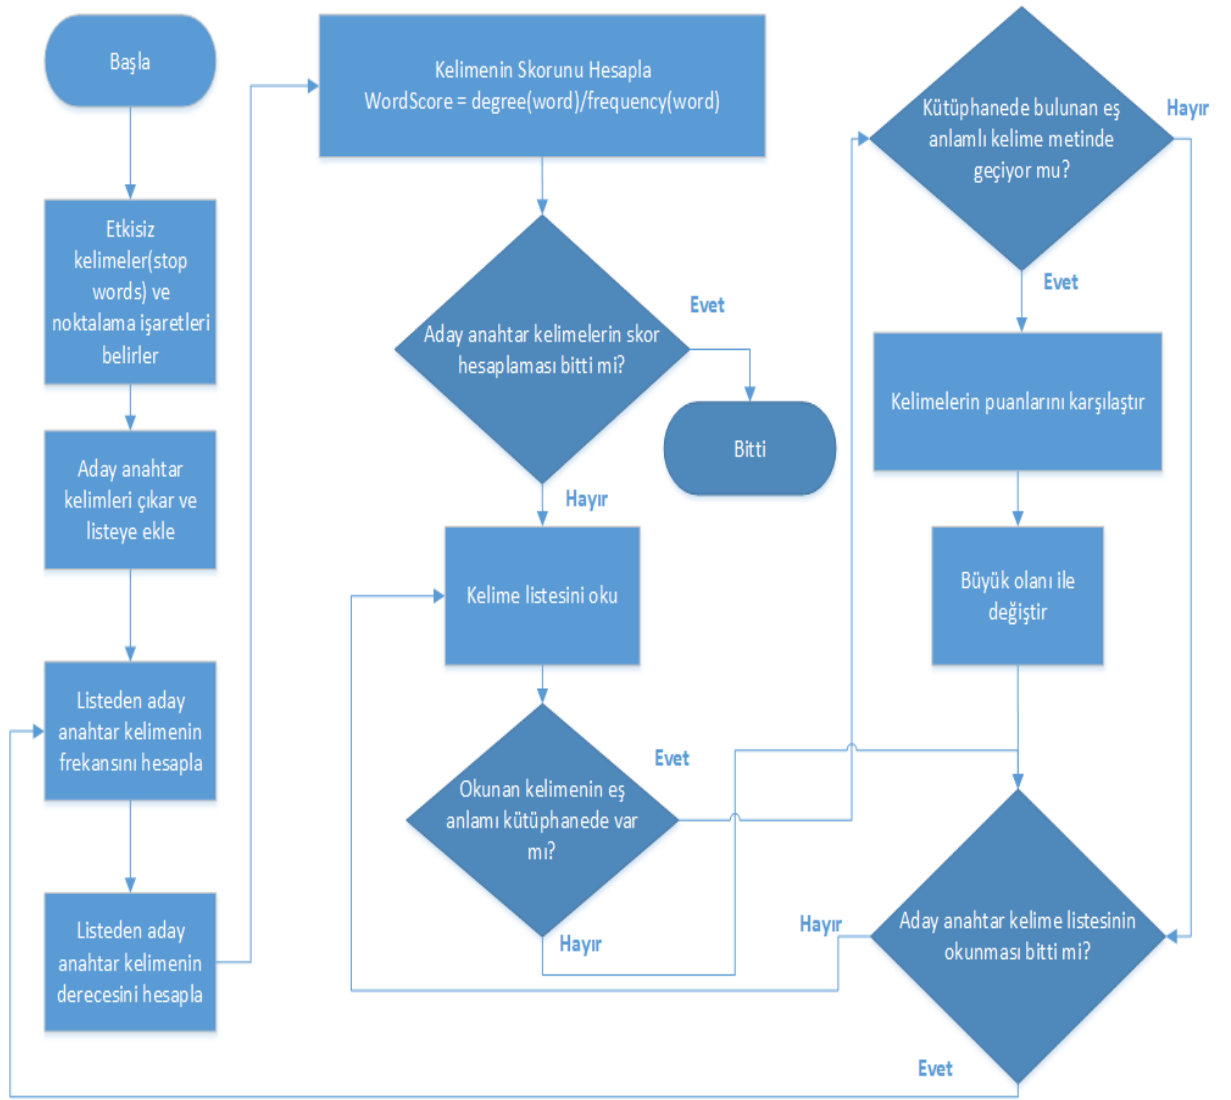 Başla
Etkisiz
kelimeler(stop
words) ve
noktalama işaretleri
belirler
Aday anahtar
kelimleri çıkar ve
listeye ekle
Listeden aday
anahtar kelimenin
frekansını hesapla
Listeden aday
anahtar kelimenin
derecesini hesapla
Kelimenin Skorunu Hesapla
WordScore = degree(word)/frequency(word)
Aday anahtar kelimelerin skor
hesaplaması bitti mi?
Evet
Bitti
Hayır
Kelime listesini oku
Okunan kelimenin eş
anlamı kütüphanede var
mı?
Evet
Hayır
Kütüphanede bulunan eş
anlamlı kelime metinde
geçiyor mu?
Hayır
Evet
Kelimelerin puanlarını karşılaştır
Büyük olanı ile
değiştir
Aday anahtar kelime listesinin
okunması bitti mi?
Hayır
Evet